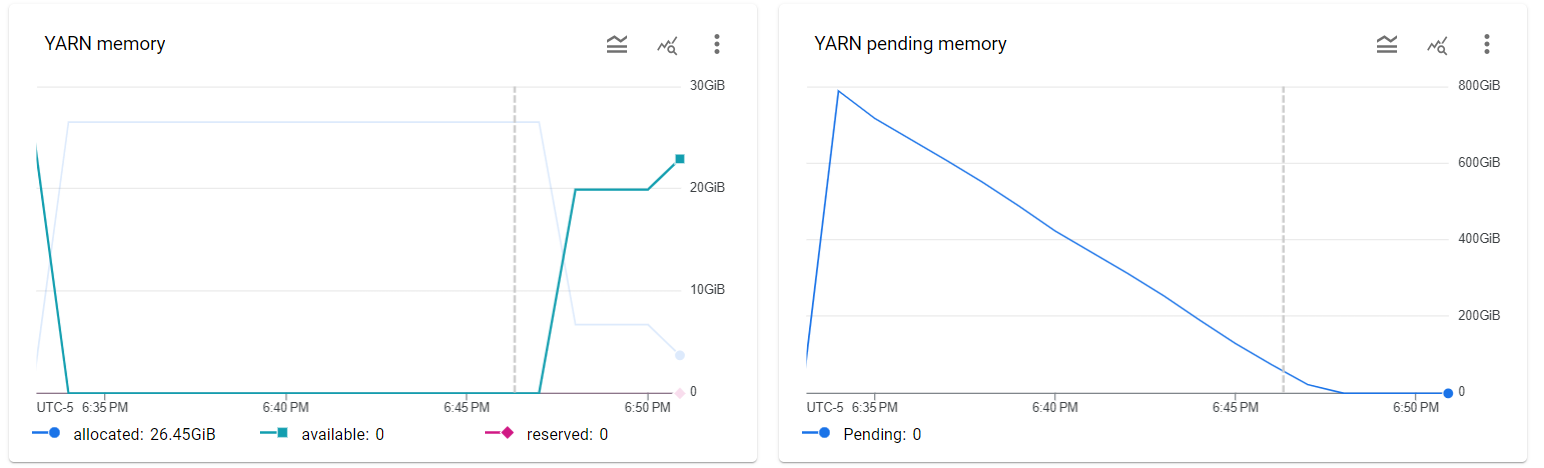 YARN memory
30GiB
20GiB
10GiB
0
UTC-5 6:35 PM 6:40 PM 6:45 PM 6:50 PM
allocated: 26.45GiB available: 0 reserved: 0
YARN pending memory
800GiB
600GiB
400GiB
200GiB
0
UTC-5 6:35 PM 6:40 PM 6:45 PM 6:50 PM
Pending: 0